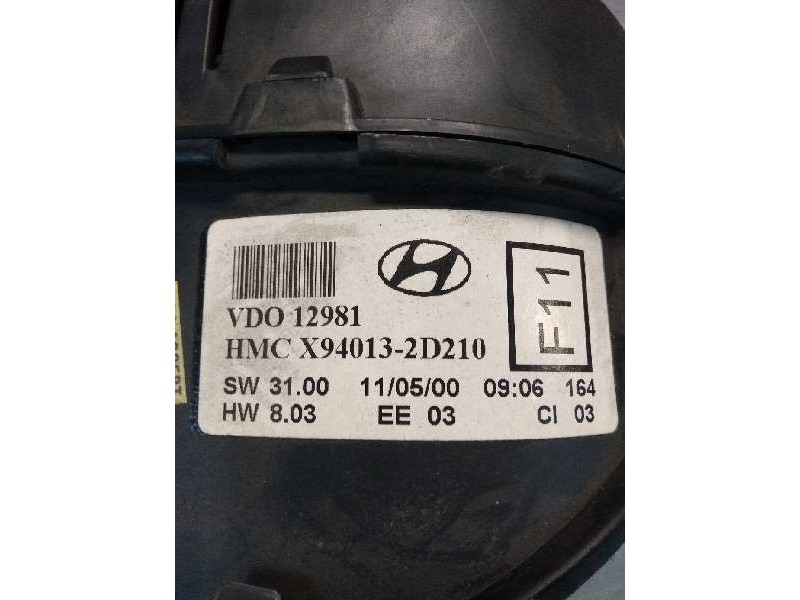 VDO 12981
HMC X94013-2D210
F11
SW 31.00 11/05/00 09:06 164
HW 8.03 EE 03 CI 03